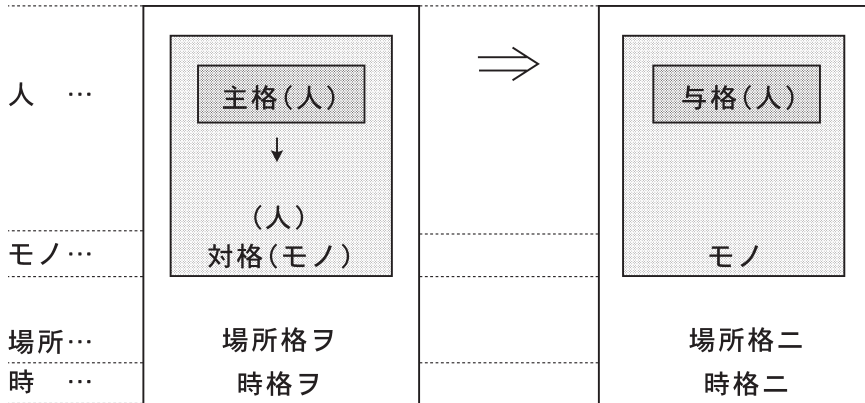 人 …
主格(人)
⇒
与格(人)
↓
(人)
モノ…
対格(モノ)
モノ
場所…
場所格ヲ
場所格ニ
時 …
時格ヲ
時格ニ